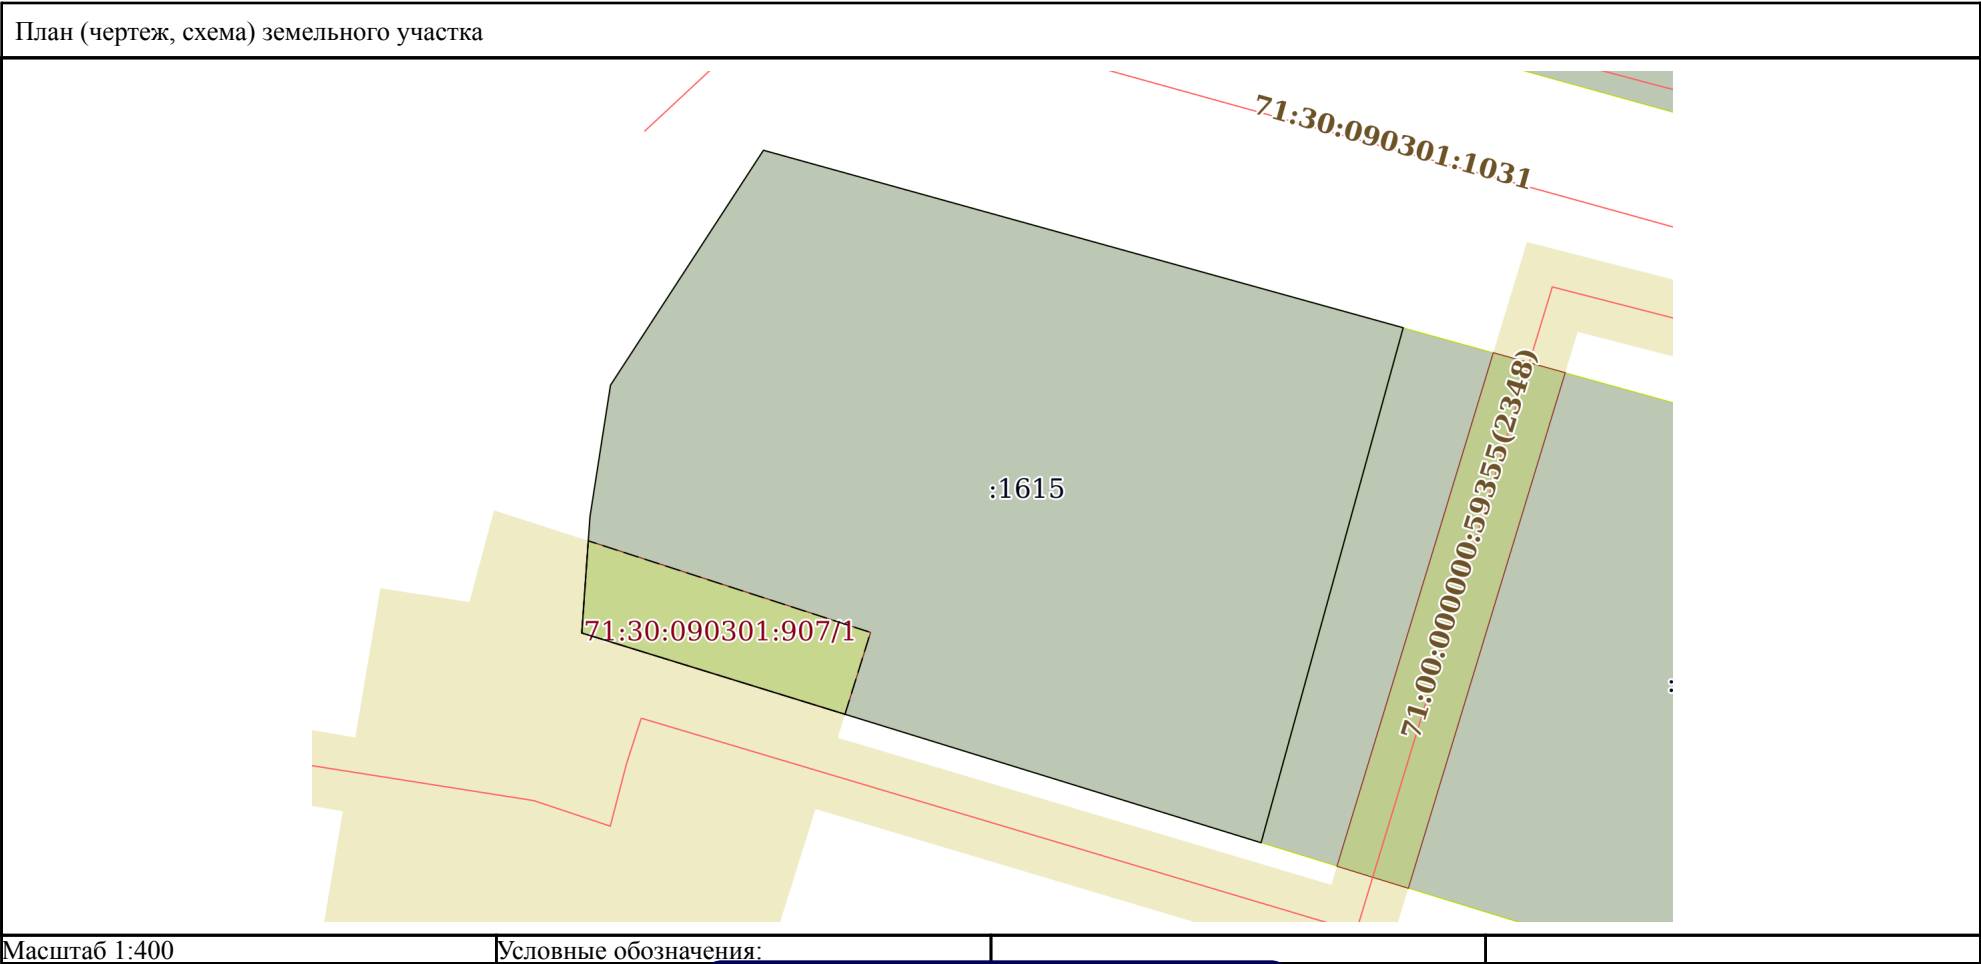 План (чертеж, схема) земельного участка
71:30:090301:1031
71:00:000000:59355(2348)
:1615
71:30:090301:907/1
:
Масштаб 1:400
Условные обозначения: